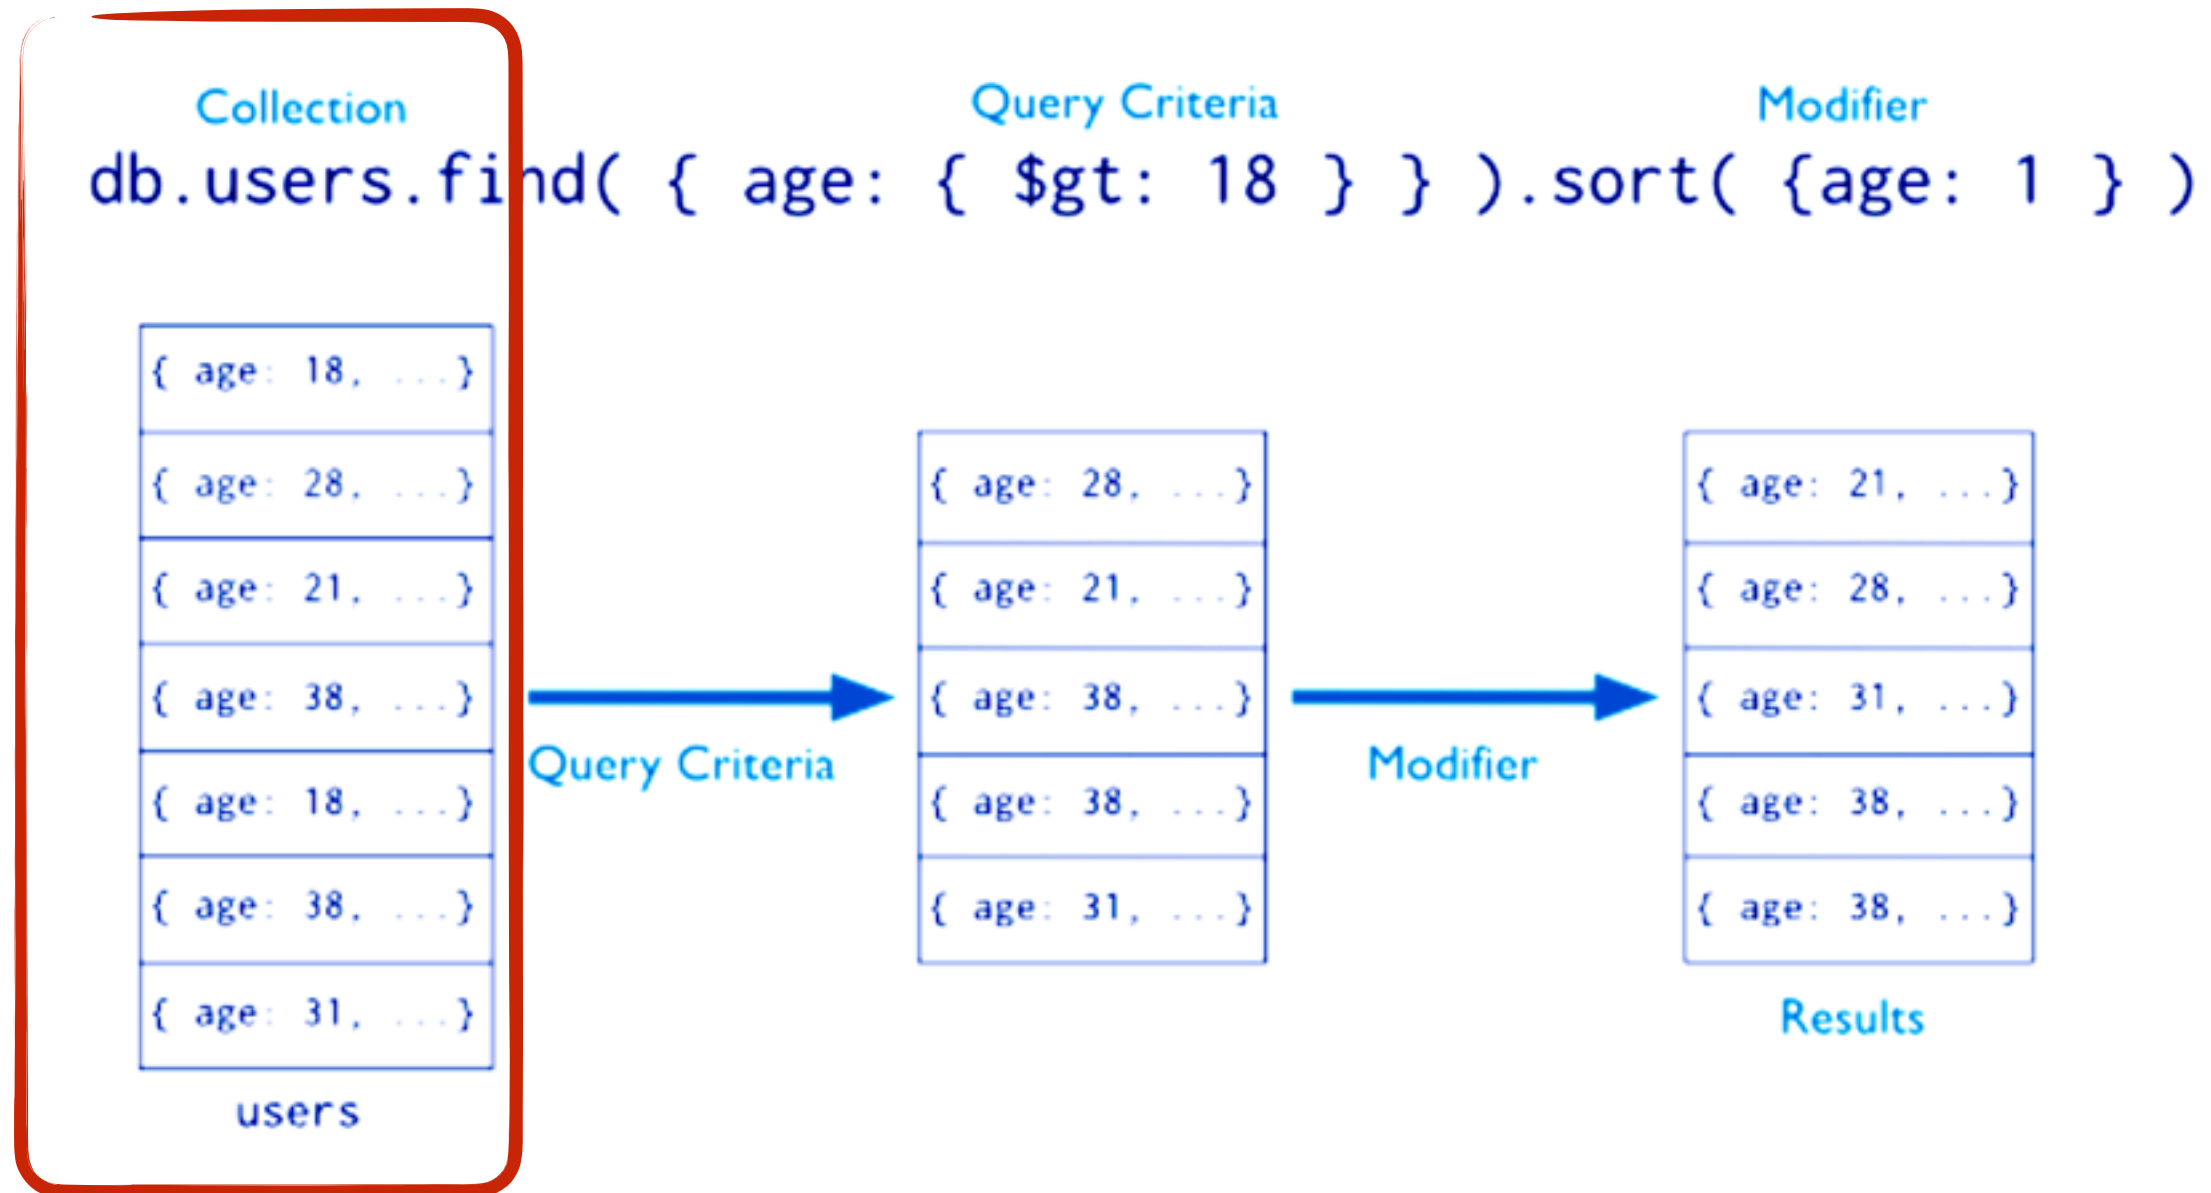 Collection Query Criteria Modifier
db.users.find( { age: { $gt: 18 } } ).sort( {age: 1 } )
{ age: 18, ...}
{ age: 28, ...}
{ age: 21, ...}
{ age: 38, ...}
{ age: 18, ...}
{ age: 38, ...}
{ age: 31, ...}
users
Query Criteria
{ age: 28, ...}
{ age: 21, ...}
{ age: 38, ...}
{ age: 38, ...}
{ age: 31, ...}
Modifier
{ age: 21, ...}
{ age: 28, ...}
{ age: 31, ...}
{ age: 38, ...}
{ age: 38, ...}
Results